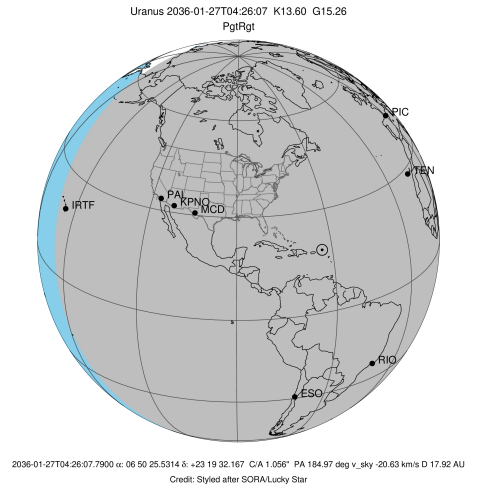 Uranus 2036-01-27T04:26:07 K13.60 G15.26
PgtRgt
PIC
TEN
PAL
KPNO
IRTF
MCD
RIO
ESO
2036-01-27T04:26:07.7900 α: 06 50 25.5314 δ: +23 19 32.167 C/A 1.056" PA 184.97 deg v_sky -20.63 km/s D 17.92 AU
Credit: Styled after SORA/Lucky Star